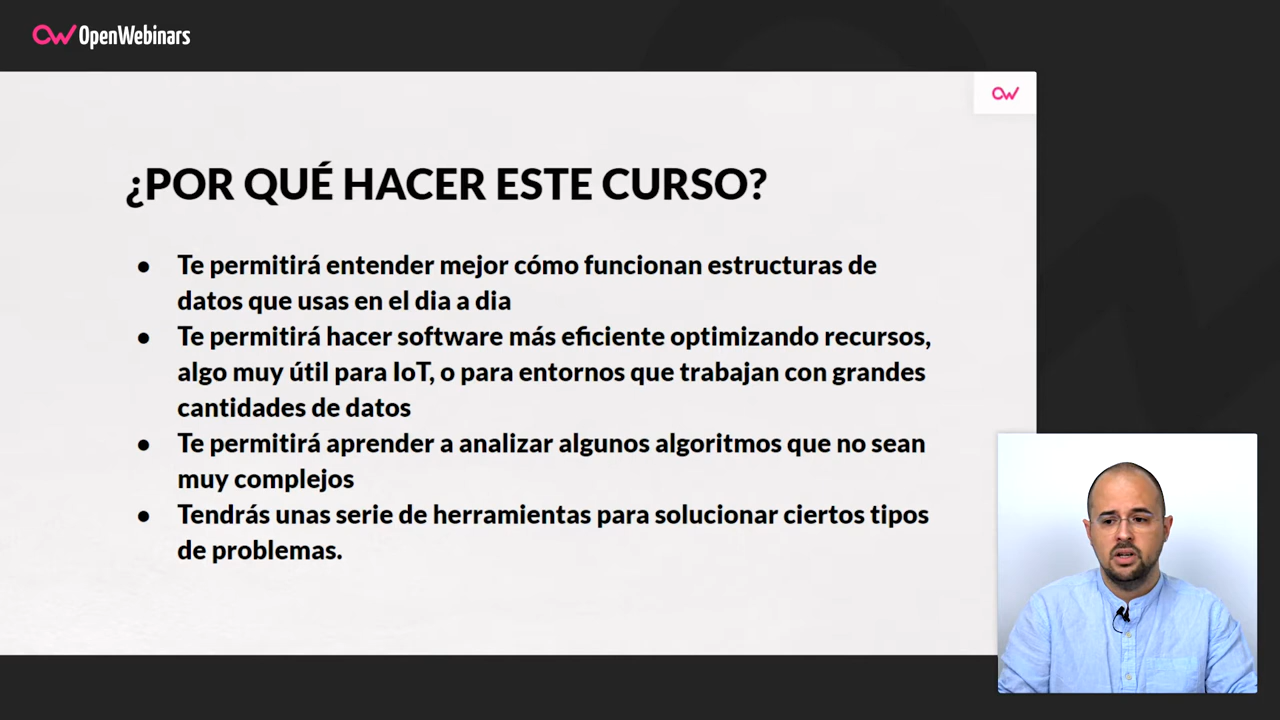 OpenWebinars
¿POR QUÉ HACER ESTE CURSO?
● Te permitirá entender mejor cómo funcionan estructuras de
datos que usas en el dia a dia
● Te permitirá hacer software más eficiente optimizando recursos,
algo muy útil para IoT, o para entornos que trabajan con grandes
cantidades de datos
● Te permitirá aprender a analizar algunos algoritmos que no sean
muy complejos
● Tendrás unas serie de herramientas para solucionar ciertos tipos
de problemas.